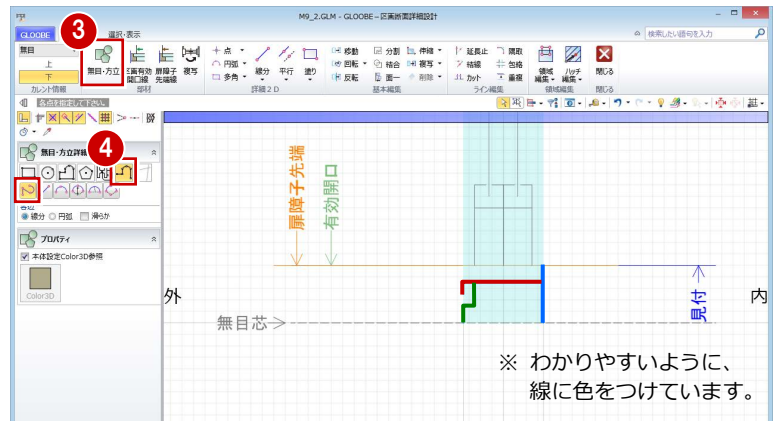 M9_2.GLM - GLOOBE－区画断面詳細設計
GLOOBE 選択・表示
検索したい語句を入力
3
無目
上
下
カレント情報
無目・方立
区画有効 開口線
扉障子 先端線
複写
部材
点
円弧
多角
線分
平行
塗り
詳細２Ｄ
移動 分割 伸縮
回転 結合 複写
反転 面一 削除
基本編集
延長止 隅取
結線 包絡
カット 重複
ライン編集
領域 編集
ハッチ 編集
領域編集
閉じる
閉じる
各点を指定して下さい。
4
無目・方立詳細
各辺
線分 円弧 滑らか
プロパティ
本体設定Color3D参照
Color3D
扉障子先端
有効開口
外
内
見付
無目芯
※ わかりやすいように、
線に色をつけています。